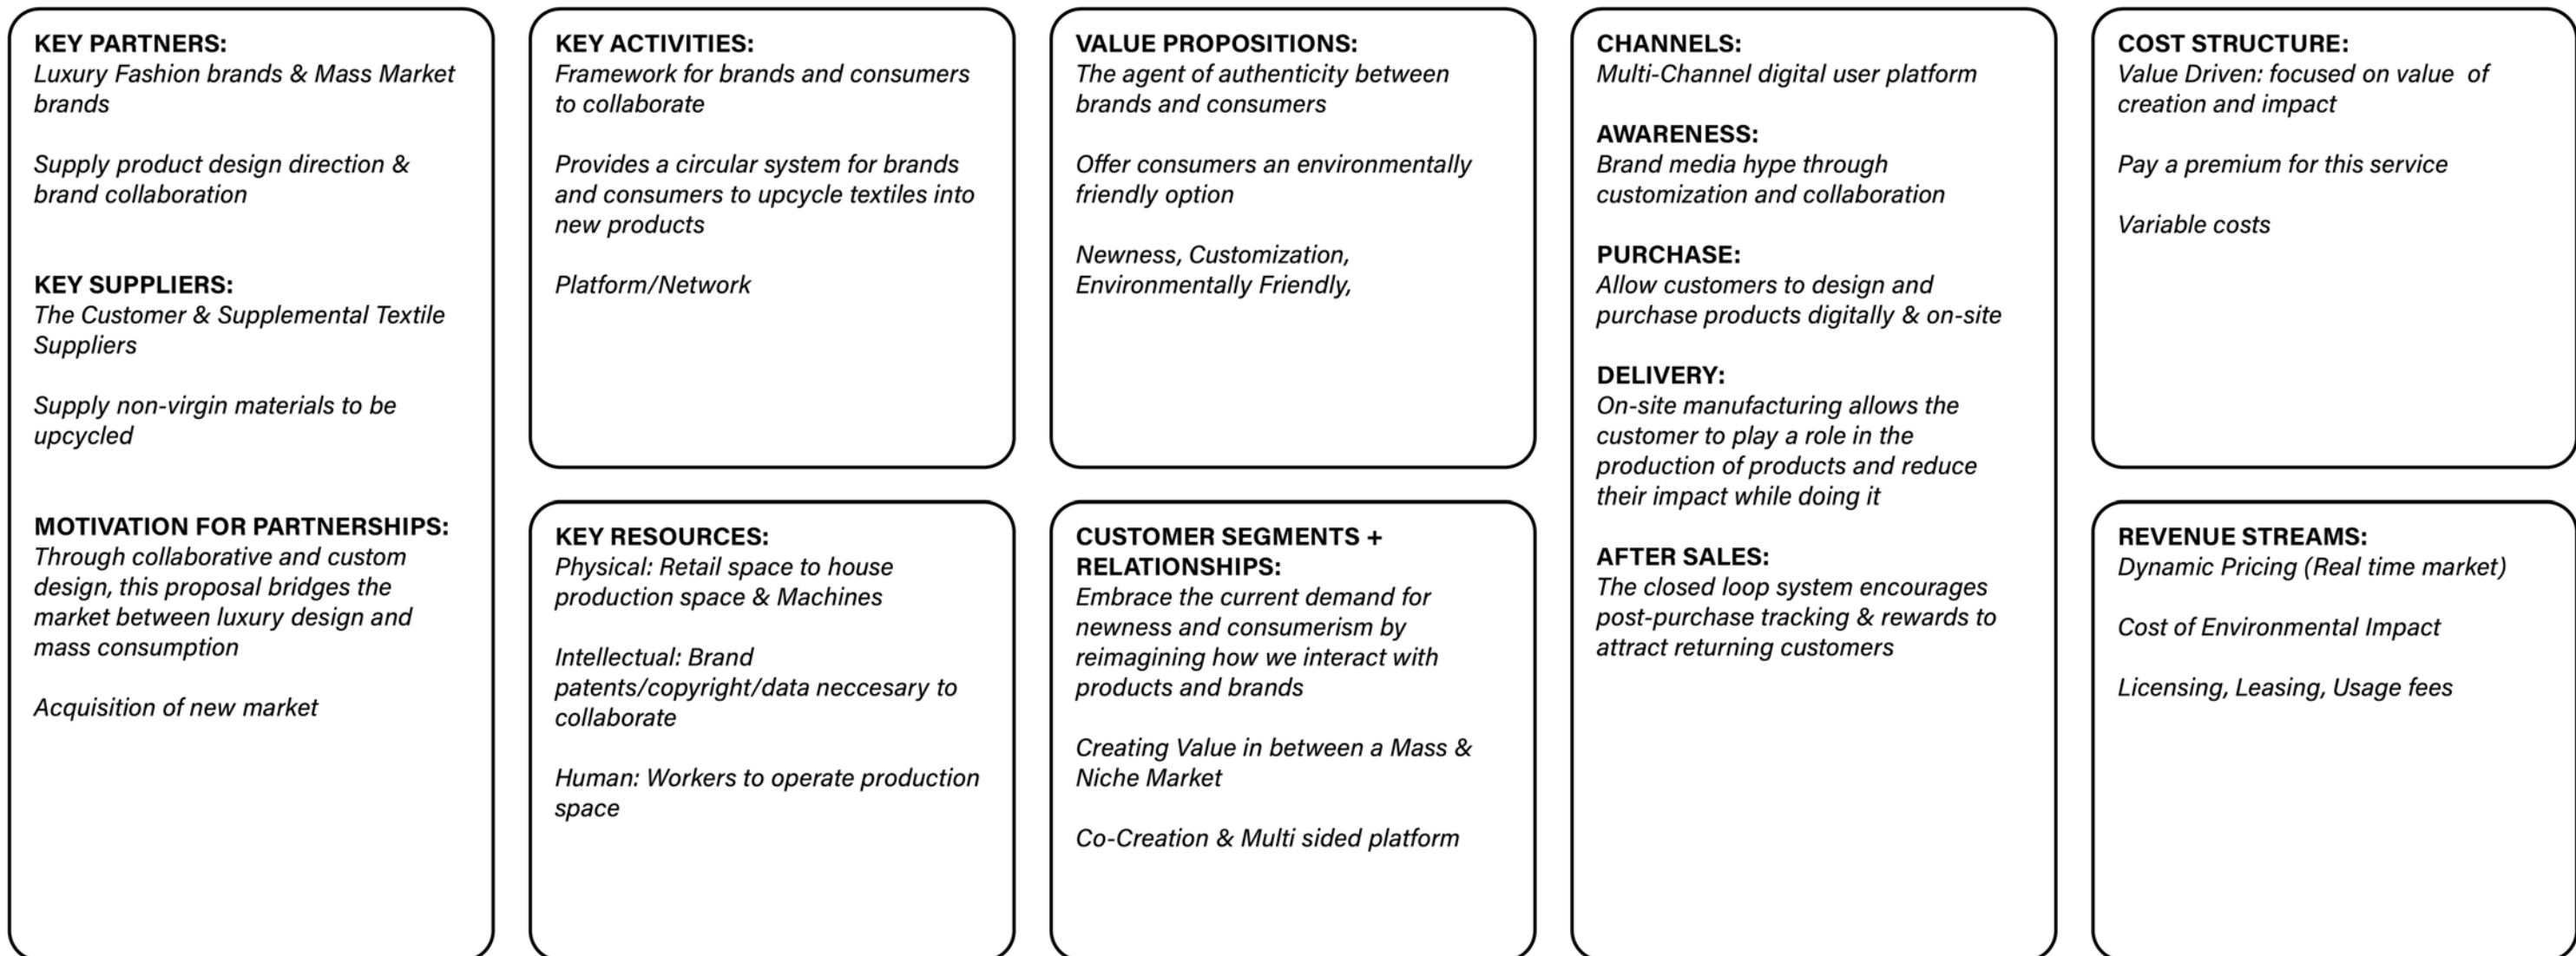 KEY PARTNERS:
Luxury Fashion brands & Mass Market
brands
Supply product design direction &
brand collaboration
KEY SUPPLIERS:
The Customer & Supplemental Textile
Suppliers
Supply non-virgin materials to be
upcycled
MOTIVATION FOR PARTNERSHIPS:
Through collaborative and custom
design, this proposal bridges the
market between luxury design and
mass consumption
Acquisition of new market
KEY ACTIVITIES:
Framework for brands and consumers
to collaborate
Provides a circular system for brands
and consumers to upcycle textiles into
new products
Platform/Network
KEY RESOURCES:
Physical: Retail space to house
production space & Machines
Intellectual: Brand
patents/copyright/data neccesary to
collaborate
Human: Workers to operate production
space
VALUE PROPOSITIONS:
The agent of authenticity between
brands and consumers
Offer consumers an environmentally
friendly option
Newness, Customization,
Environmentally Friendly,
CUSTOMER SEGMENTS +
RELATIONSHIPS:
Embrace the current demand for
newness and consumerism by
reimagining how we interact with
products and brands
Creating Value in between a Mass &
Niche Market
Co-Creation & Multi sided platform
CHANNELS:
Multi-Channel digital user platform
AWARENESS:
Brand media hype through
customization and collaboration
PURCHASE:
Allow customers to design and
purchase products digitally & on-site
DELIVERY:
On-site manufacturing allows the
customer to play a role in the
production of products and reduce
their impact while doing it
AFTER SALES:
The closed loop system encourages
post-purchase tracking & rewards to
attract returning customers
COST STRUCTURE:
Value Driven: focused on value of
creation and impact
Pay a premium for this service
Variable costs
REVENUE STREAMS:
Dynamic Pricing (Real time market)
Cost of Environmental Impact
Licensing, Leasing, Usage fees